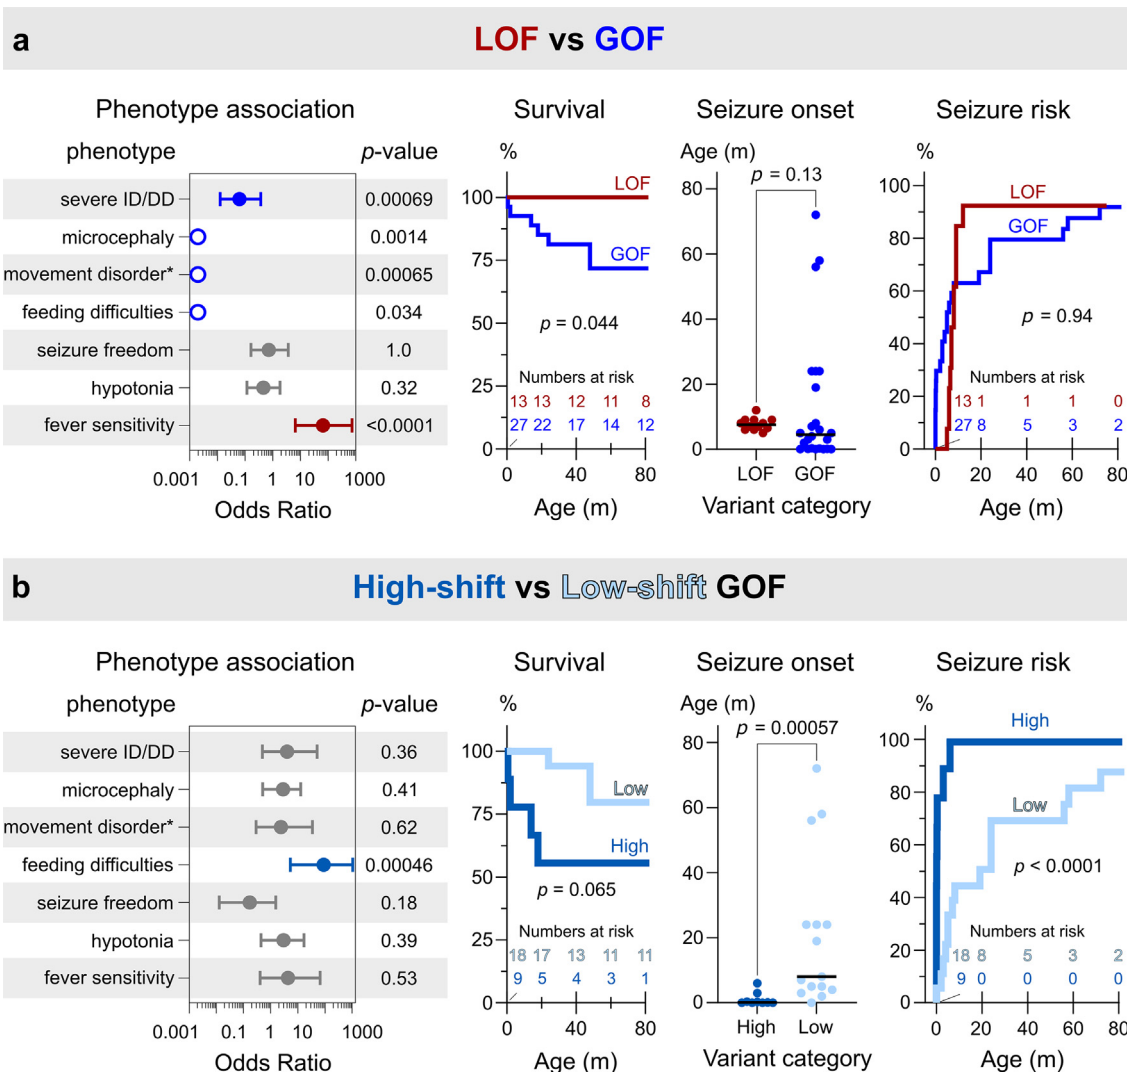 a
LOF vs GOF
Phenotype association
phenotype
p-value
severe ID/DD
0.00069
microcephaly
0.0014
movement disorder*
0.00065
feeding difficulties
0.034
seizure freedom
1.0
hypotonia
0.32
fever sensitivity
<0.0001
0.001 0.1 1 10 1000
Odds Ratio
Survival
%
100
75
50
25
0
LOF
GOF
p = 0.044
Numbers at risk
13 13 12 11 8
27 22 17 14 12
0 40 80
Age (m)
Seizure onset
Age (m)
p = 0.13
80
60
40
20
0
LOF GOF
Variant category
Seizure risk
%
100
80
60
40
20
0
LOF
GOF
p = 0.94
Numbers at risk
13 1 1 1 0
27 8 5 3 2
0 20 40 60 80
Age (m)
b
High-shift vs Low-shift GOF
Phenotype association
phenotype
p-value
severe ID/DD
0.36
microcephaly
0.41
movement disorder*
0.62
feeding difficulties
0.00046
seizure freedom
0.18
hypotonia
0.39
fever sensitivity
0.53
0.001 0.1 1 10 1000
Odds Ratio
Survival
%
100
75
50
25
0
Low
High
p = 0.065
Numbers at risk
18 17 13 11 11
9 5 4 3 1
0 40 80
Age (m)
Seizure onset
Age (m)
p = 0.00057
80
60
40
20
0
High Low
Variant category
Seizure risk
%
100
80
60
40
20
0
High
Low
p < 0.0001
Numbers at risk
18 8 5 3 2
9 0 0 0 0
0 20 40 60 80
Age (m)